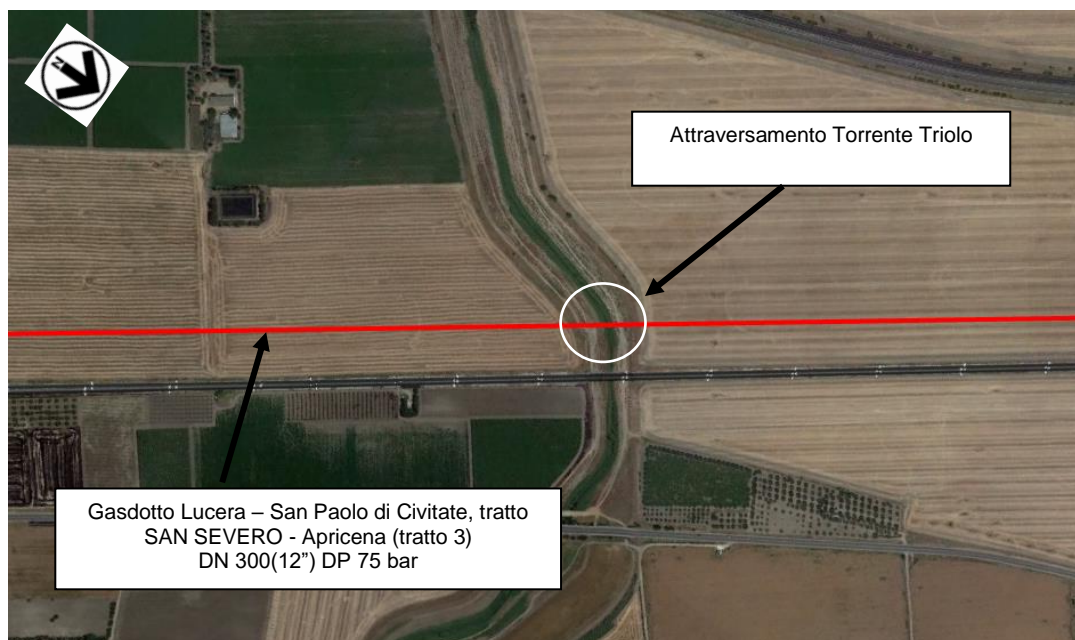 N
Attraversamento Torrente Triolo
Gasdotto Lucera – San Paolo di Civitate, tratto
SAN SEVERO - Apricena (tratto 3)
DN 300(12”) DP 75 bar